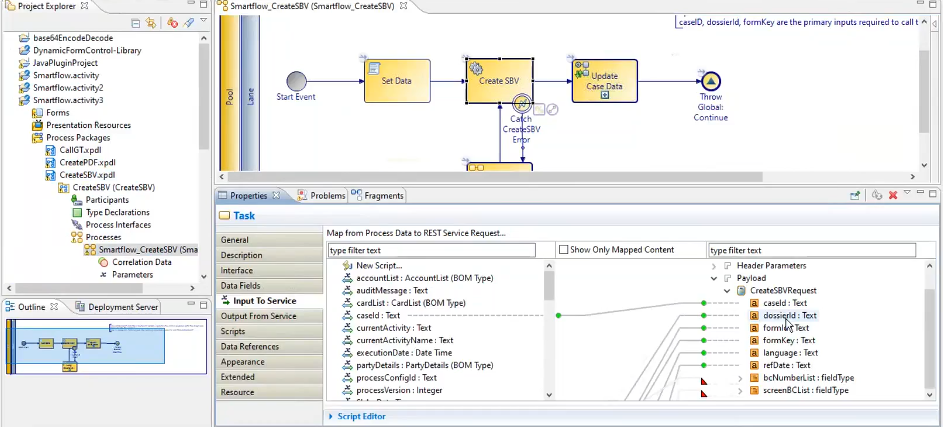 Project Explorer
base64EncodeDecode
DynamicFormControl-Library
JavaPluginProject
Smartflow.activity
Smartflow.activity2
Smartflow.activity3
Forms
Presentation Resources
Process Packages
CallGT.xpdl
CreatePDF.xpdl
CreateSBV.xpdl
CreateSBV (CreateSBV)
Participants
Type Declarations
Process Interfaces
Processes
Smartflow_CreateSBV (Sma
Correlation Data
Parameters
Outline
Deployment Server
Smartflow_CreateSBV (Smartflow_CreateSBV)
caseID, dossierId, formKey are the primary inputs required to call t
Pool
Lane
Start Event
Set Data
Create SBV
Catch
CreateSBV
Error
Update
Case Data
Throw
Global:
Continue
Properties
Problems
Fragments
Task
General
Description
Interface
Data Fields
Input To Service
Output From Service
Scripts
Data References
Appearance
Extended
Resource
Map from Process Data to REST Service Request...
type filter text
Show Only Mapped Content
type filter text
New Script...
accountList : AccountList (BOM Type)
auditMessage : Text
cardList : CardList (BOM Type)
caseId : Text
currentActivity : Text
currentActivityName : Text
executionDate : Date Time
partyDetails : PartyDetails (BOM Type)
processConfigId : Text
processVersion : Integer
Header Parameters
Payload
CreateSBVRequest
caseId : Text
dossierId : Text
formKey : Text
language : Text
refDate : Text
bcNumberList : fieldType
screenBCList : fieldType
Script Editor